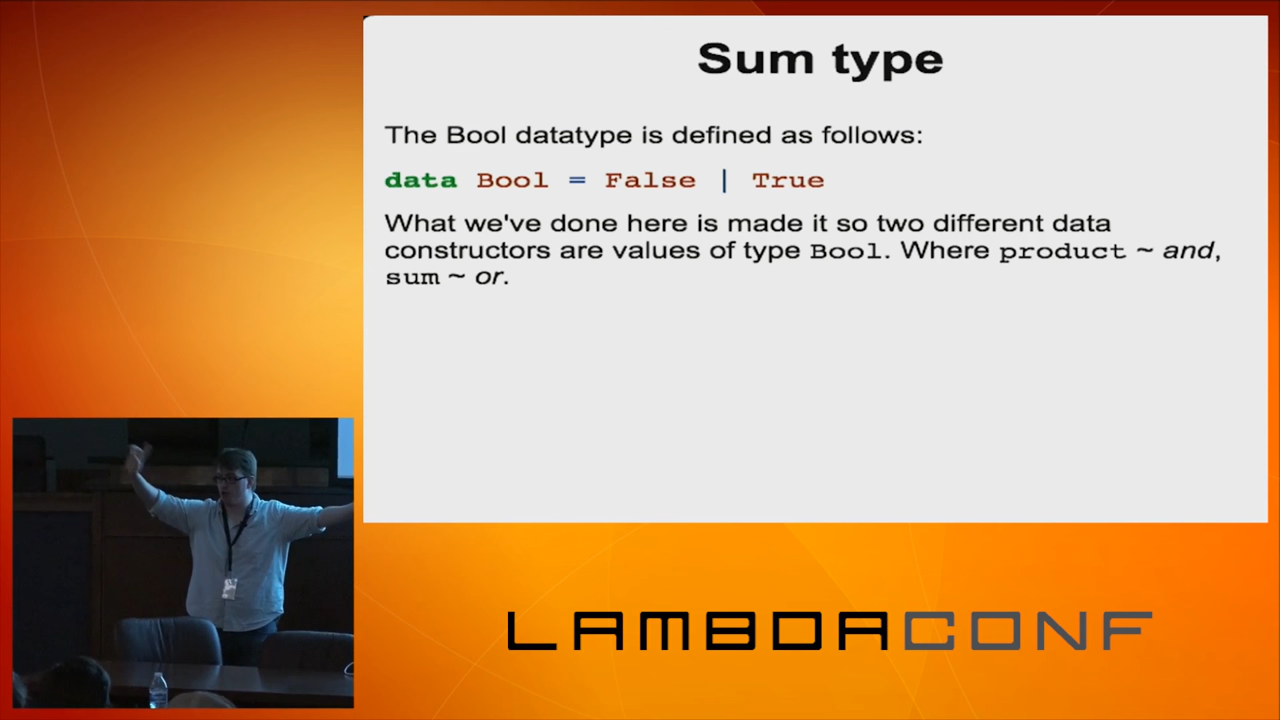 Sum type
The Bool datatype is defined as follows:
data Bool = False | True
What we've done here is made it so two different data
constructors are values of type Bool. Where product ~ and,
sum ~ or.
LAMBDACONF